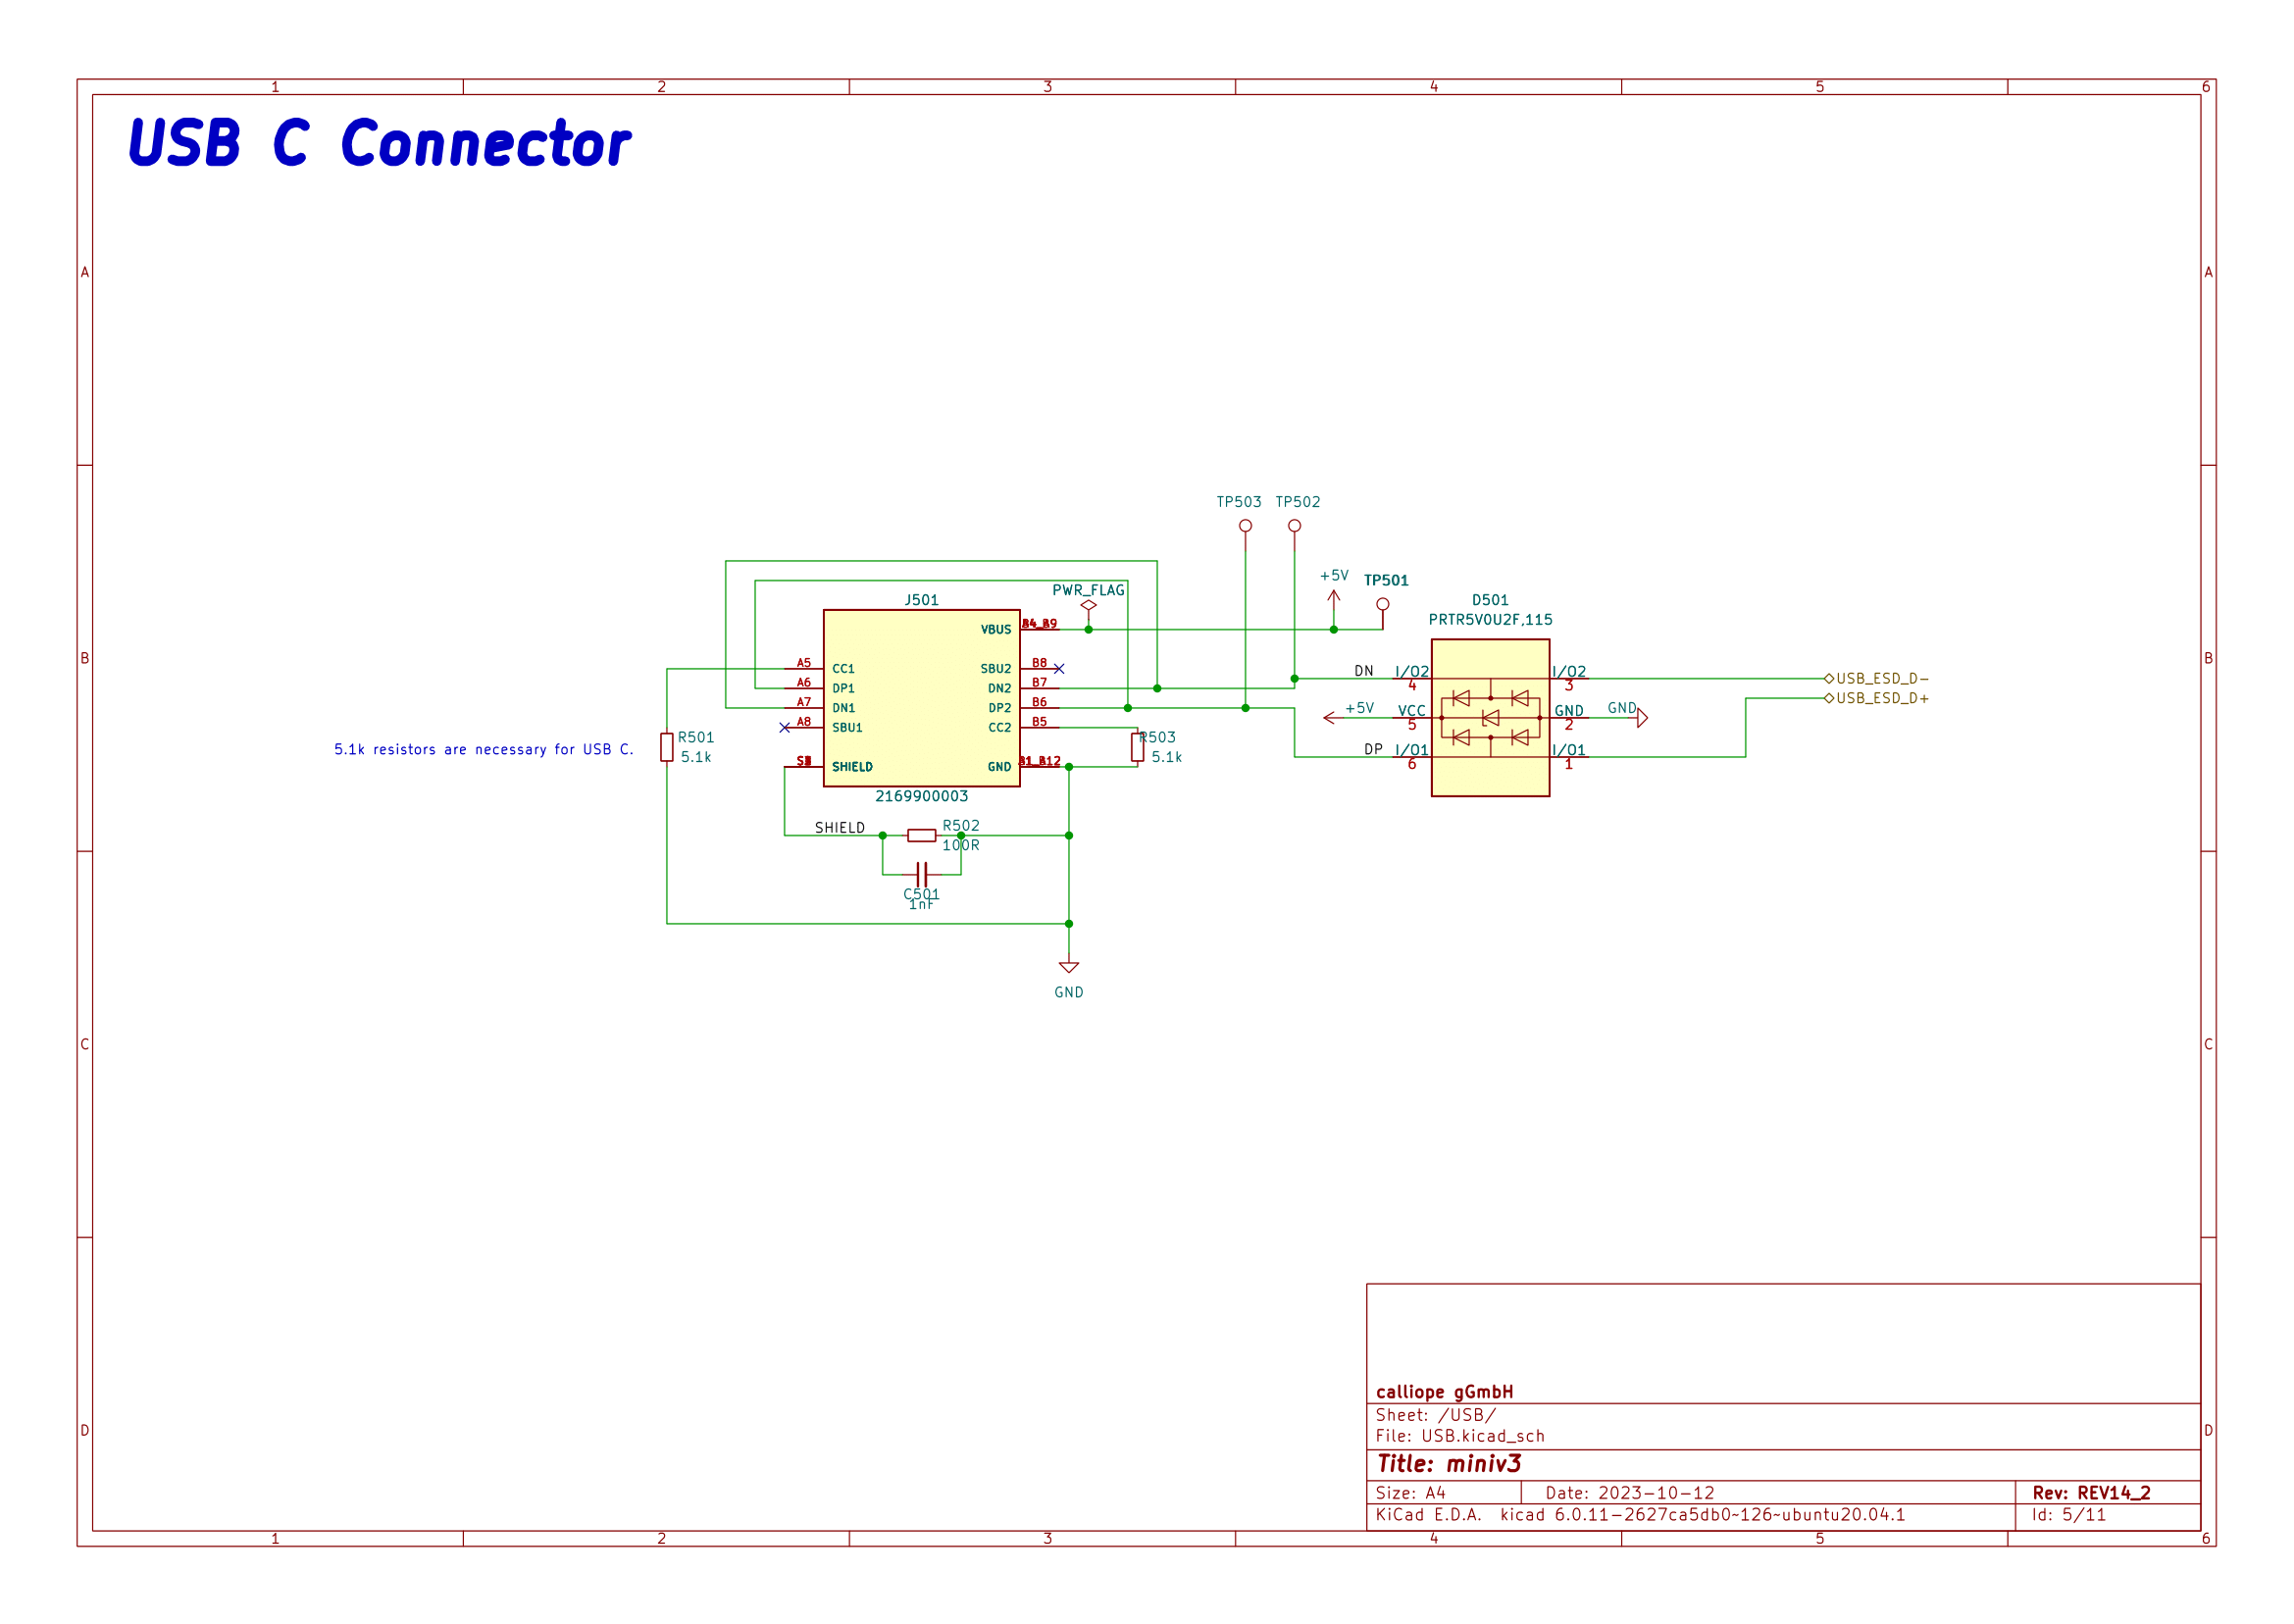 1 2 3 4 5 6
USB C Connector
A A
TP503 TP502
+5V TP501
PWR_FLAG
J501 D501
PRTR5V0U2F,115
VBUS
A5 CC1 SBU2 B8
A6 DP1 DN2 B7
A7 DN1 DP2 B6
A8 SBU1 CC2 B5
SHIELD GND
2169900003
B B
DN I/O2 I/O2 USB_ESD_D-
4 3
USB_ESD_D+
+5V VCC GND GND
5 2
DP I/O1 I/O1
6 1
R501
5.1k
R503
5.1k
5.1k resistors are necessary for USB C.
SHIELD R502
100R
C501
1nF
GND
C C
calliope gGmbH
Sheet: /USB/
File: USB.kicad_sch
D D
Title: miniv3
Size: A4 Date: 2023-10-12 Rev: REV14_2
KiCad E.D.A. kicad 6.0.11-2627ca5db0~126~ubuntu20.04.1 Id: 5/11
1 2 3 4 5 6